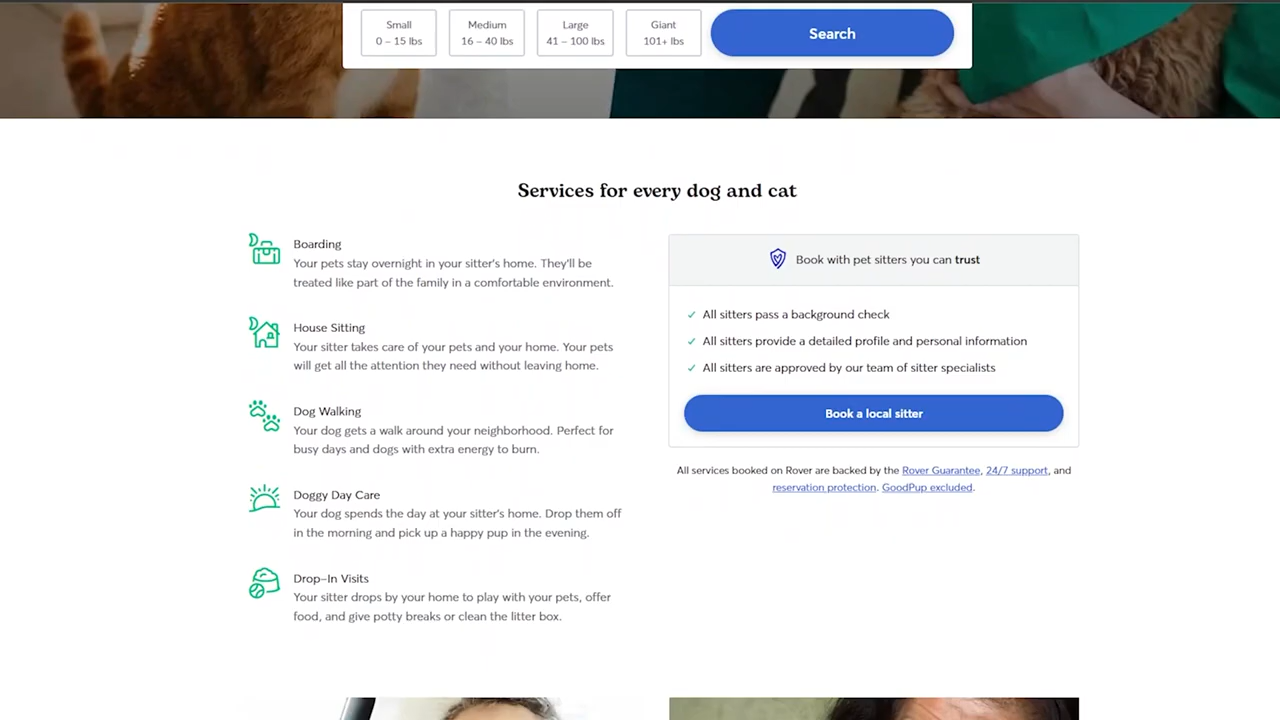 Small
0 – 15 lbs
Medium
16 – 40 lbs
Large
41 – 100 lbs
Giant
101+ lbs
Search
Services for every dog and cat
Boarding
Your pets stay overnight in your sitter's home. They'll be
treated like part of the family in a comfortable environment.
House Sitting
Your sitter takes care of your pets and your home. Your pets
will get all the attention they need without leaving home.
Dog Walking
Your dog gets a walk around your neighborhood. Perfect for
busy days and dogs with extra energy to burn.
Doggy Day Care
Your dog spends the day at your sitter's home. Drop them off
in the morning and pick up a happy pup in the evening.
Drop-In Visits
Your sitter drops by your home to play with your pets, offer
food, and give potty breaks or clean the litter box.
Book with pet sitters you can trust
All sitters pass a background check
All sitters provide a detailed profile and personal information
All sitters are approved by our team of sitter specialists
Book a local sitter
All services booked on Rover are backed by the Rover Guarantee, 24/7 support, and
reservation protection. GoodPup excluded.